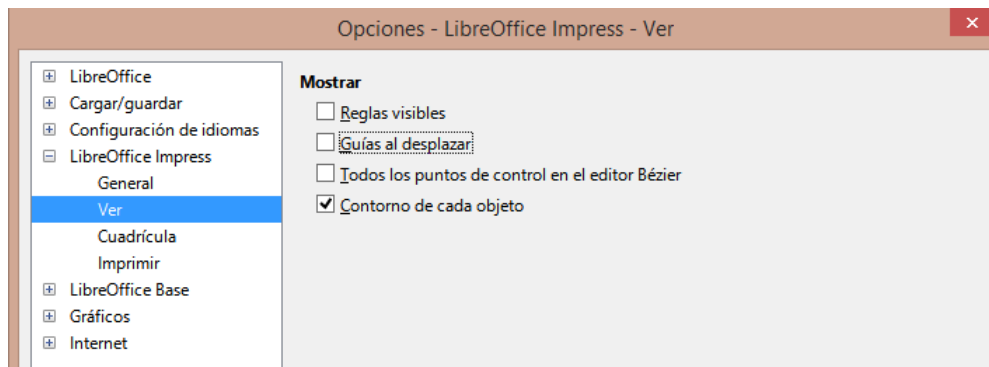 Opciones - LibreOffice Impress - Ver
LibreOffice
Cargar/guardar
Configuración de idiomas
LibreOffice Impress
General
Ver
Cuadrícula
Imprimir
LibreOffice Base
Gráficos
Internet
Mostrar
Reglas visibles
Guías al desplazar
Todos los puntos de control en el editor Bézier
Contorno de cada objeto